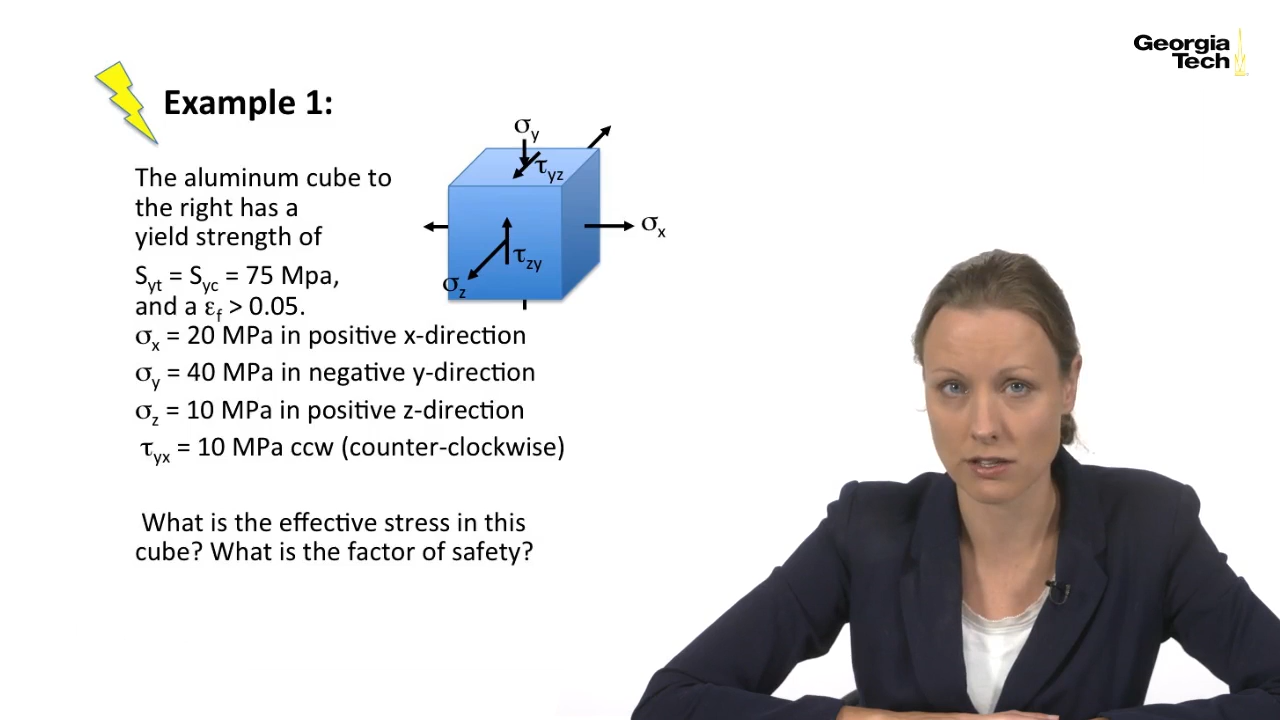 Georgia
Tech
Example 1:
σy
τyz
The aluminum cube to
the right has a
yield strength of
σx
τzy
Syt = Syc = 75 Mpa,
σz
and a εf > 0.05.
σx = 20 MPa in positive x-direction
σy = 40 MPa in negative y-direction
σz = 10 MPa in positive z-direction
τyx = 10 MPa ccw (counter-clockwise)
What is the effective stress in this
cube? What is the factor of safety?